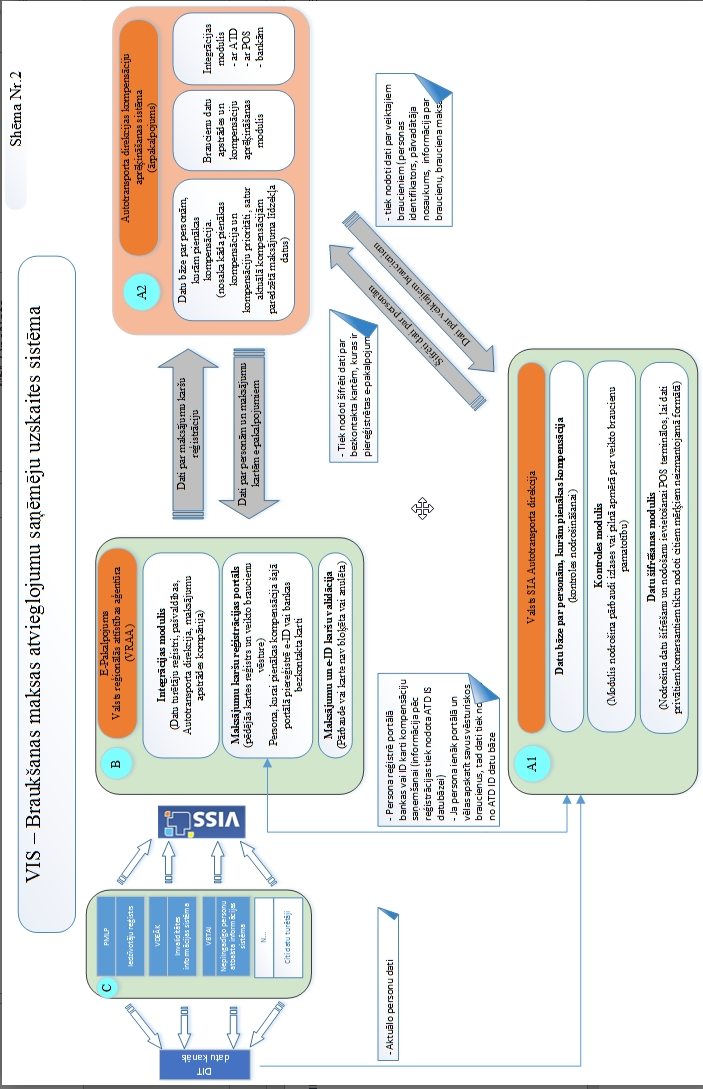 Shēma Nr.2
VIS – Braukšanas maksas atvieglojumu saņēmēju uzskaites sistēma
C
PMLP
Iedzīvotāju reģistrs
VDEĀK
Invaliditātes
informācijas sistēma
VBTAI
Nepilngadīgo personu
atbalsta informācijas
sistēma
N...
Citi datu turētāji
DIT
datu kanāls
VISS
B
E-Pakalpojums
Valsts reģionālās attīstības aģentūra
(VRAA)
Integrācijas modulis
(Datu turētāju reģistri, pašvaldības,
Autotransporta direkcija, maksājumu
apstrādes kompānija)
Maksājumu karšu reģistrācijas portāls
(pēdējās kartes reģistrs un veikto braucienu
vēsture)
Persona, kurai pienākas kompensācija šajā
portālā piereģistrē e-ID vai bankas
bezkontakta karti
Maksājumu un e-ID karšu validācija
(Pārbaude vai karte nav bloķēta vai anulēta)
Dati par maksājumu karšu
reģistrāciju
Dati par personām un maksājumu
kartēm e-pakalpojumiem
A2
Autotransporta direkcijas kompensāciju
aprēķināšanas sistēma
(ārpakalpojums)
Datu bāze par personām,
kurām pienākas
kompensācija.
(nosaka kāda pienākas
kompensācija un
kompensāciju prioritāti, satur
aktuālā kompensācijām
paredzētā maksājuma līdzekļa
datus)
Braucienu datu
apstrādes un
kompensāciju
aprēķināšanas
modulis
Integrācijas
modulis
- ar ATD
- ar POS
- bankām
- Tiek nodoti šifrēti dati par
bezkontakta kartēm, kuras ir
piereģistrētas e-pakalpojum
Šifrēti dati par personām
Dati par veiktajiem braucieniem
- tiek nodoti dati par veiktajiem
braucieniem (personas
identifikators, pārvadātāja
nosaukums, informācija par
braucienu, brauciena maksa
- Persona reģistrē portālā
bankas vai ID karti kompensāciju
saņemšanai (informācija pēc
reģistrācijas tiek nodota ATD IS
datubāzei)
- Ja persona ienāk portālā un
vēlas apskatīt savus vēsturiskos
braucienus, tad dati tiek no
no ATD ID datu bāze
- Aktuālo personu dati
A1
Valsts SIA Autotransporta direkcija
Datu bāze par personām, kurām pienākas kompensācija
(kontroles nodrošināšanai)
Kontroles modulis
(Modulis nodrošina pārbaudi izlases vai pilnā apmērā par veikto braucienu
pamatotību)
Datu šifrēšanas modulis
(Nodrošina datu šifrēšanu un nodošanu ievietošanai POS terminālos, lai dati
privātiem komersantiem tiktu nodoti citiem mērķiem neizmantojamā formātā)